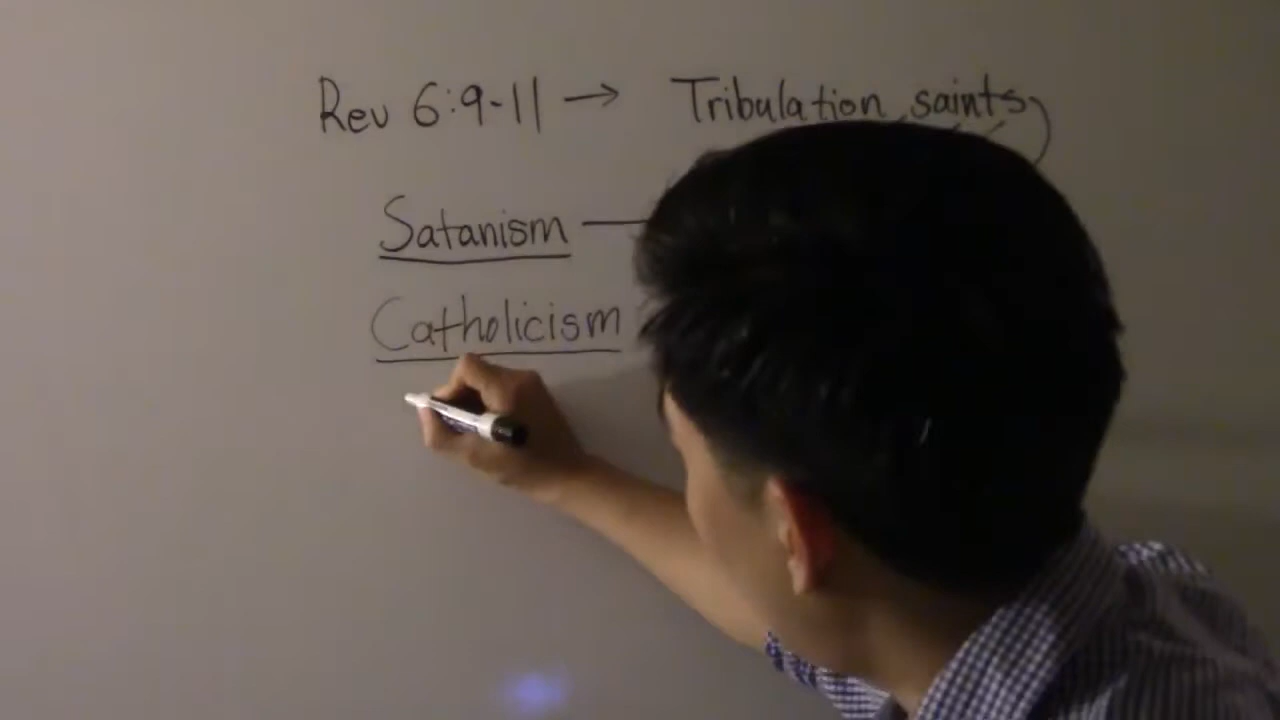 Rev 6:9-11 → Tribulation saints
Satanism —
Catholicism